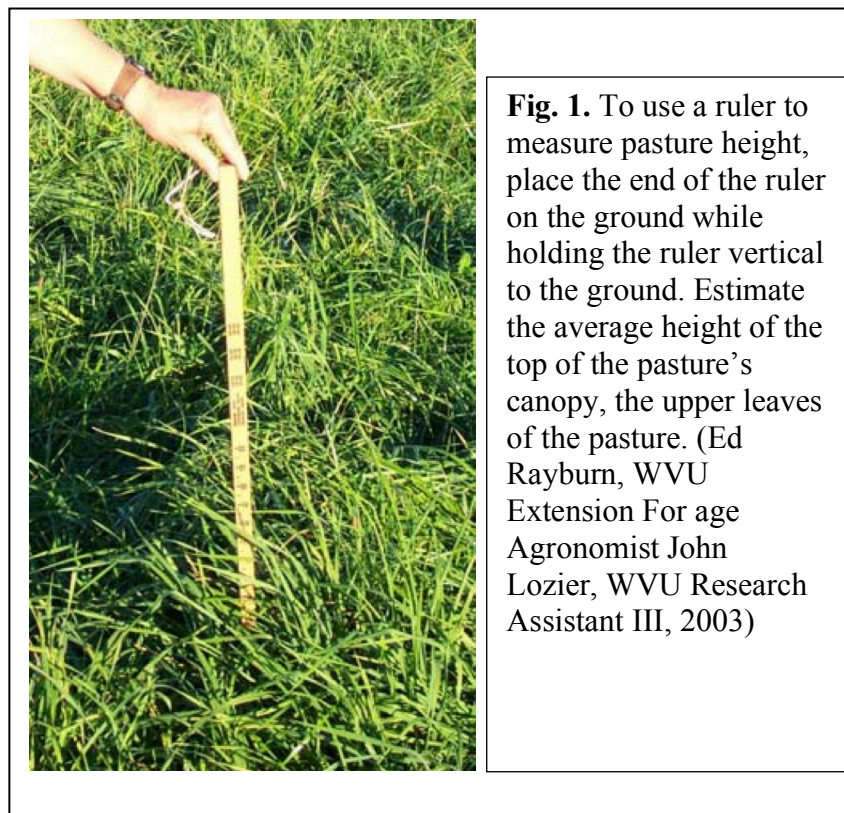 Fig. 1. To use a ruler to
measure pasture height,
place the end of the ruler
on the ground while
holding the ruler vertical
to the ground. Estimate
the average height of the
top of the pasture’s
canopy, the upper leaves
of the pasture. (Ed
Rayburn, WVU
Extension For age
Agronomist John
Lozier, WVU Research
Assistant III, 2003)